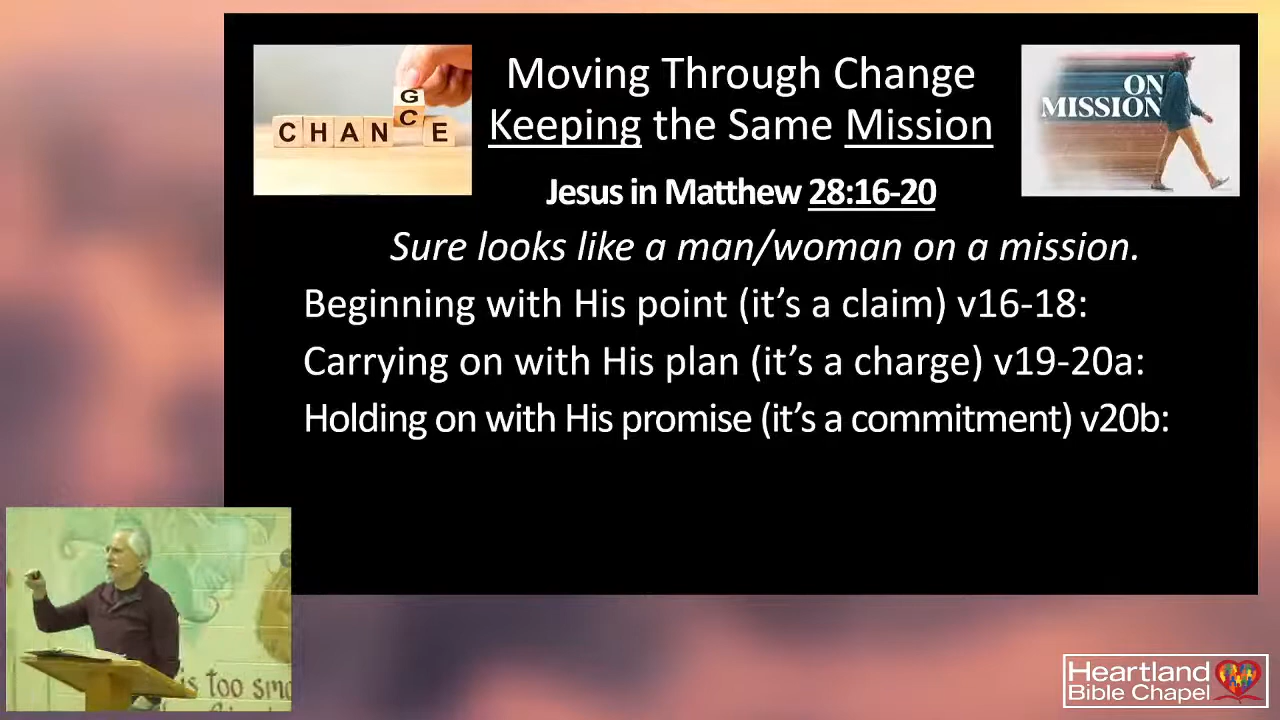 CHANGE
C
Moving Through Change
Keeping the Same Mission
ON
MISSION
Jesus in Matthew 28:16-20
Sure looks like a man/woman on a mission.
Beginning with His point (it’s a claim) v16-18:
Carrying on with His plan (it’s a charge) v19-20a:
Holding on with His promise (it’s a commitment) v20b:
is too
Heartland
Bible Chapel